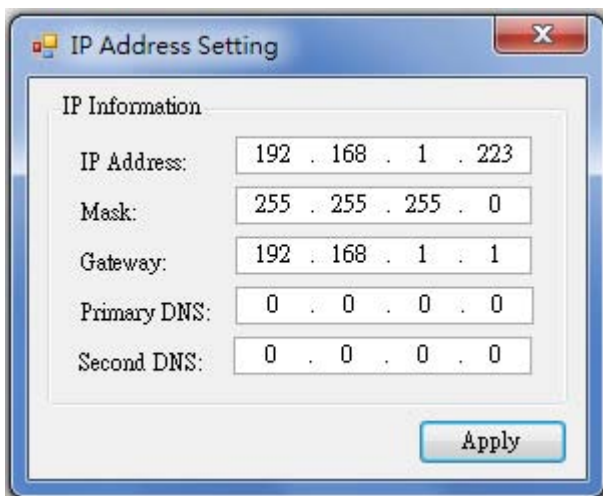 IP Address Setting
IP Information
IP Address: 192 . 168 . 1 . 223
Mask: 255 . 255 . 255 . 0
Gateway: 192 . 168 . 1 . 1
Primary DNS: 0 . 0 . 0 . 0
Second DNS: 0 . 0 . 0 . 0
Apply